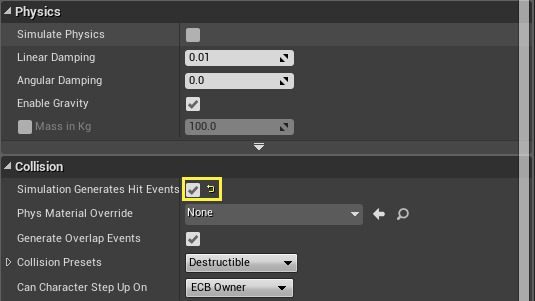 Physics
Simulate Physics
Linear Damping 0.01
Angular Damping 0.0
Enable Gravity
Mass in Kg 100.0
Collision
Simulation Generates Hit Events
Phys Material Override None
Generate Overlap Events
Collision Presets Destructible
Can Character Step Up On ECB Owner